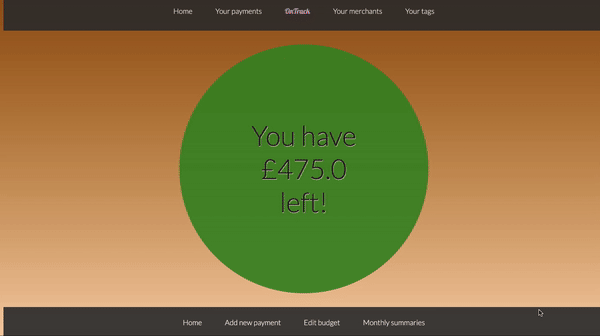 Home Your payments OnTrack Your merchants Your tags
You have
£475.0
left!
Home Add new payment Edit budget Monthly summaries